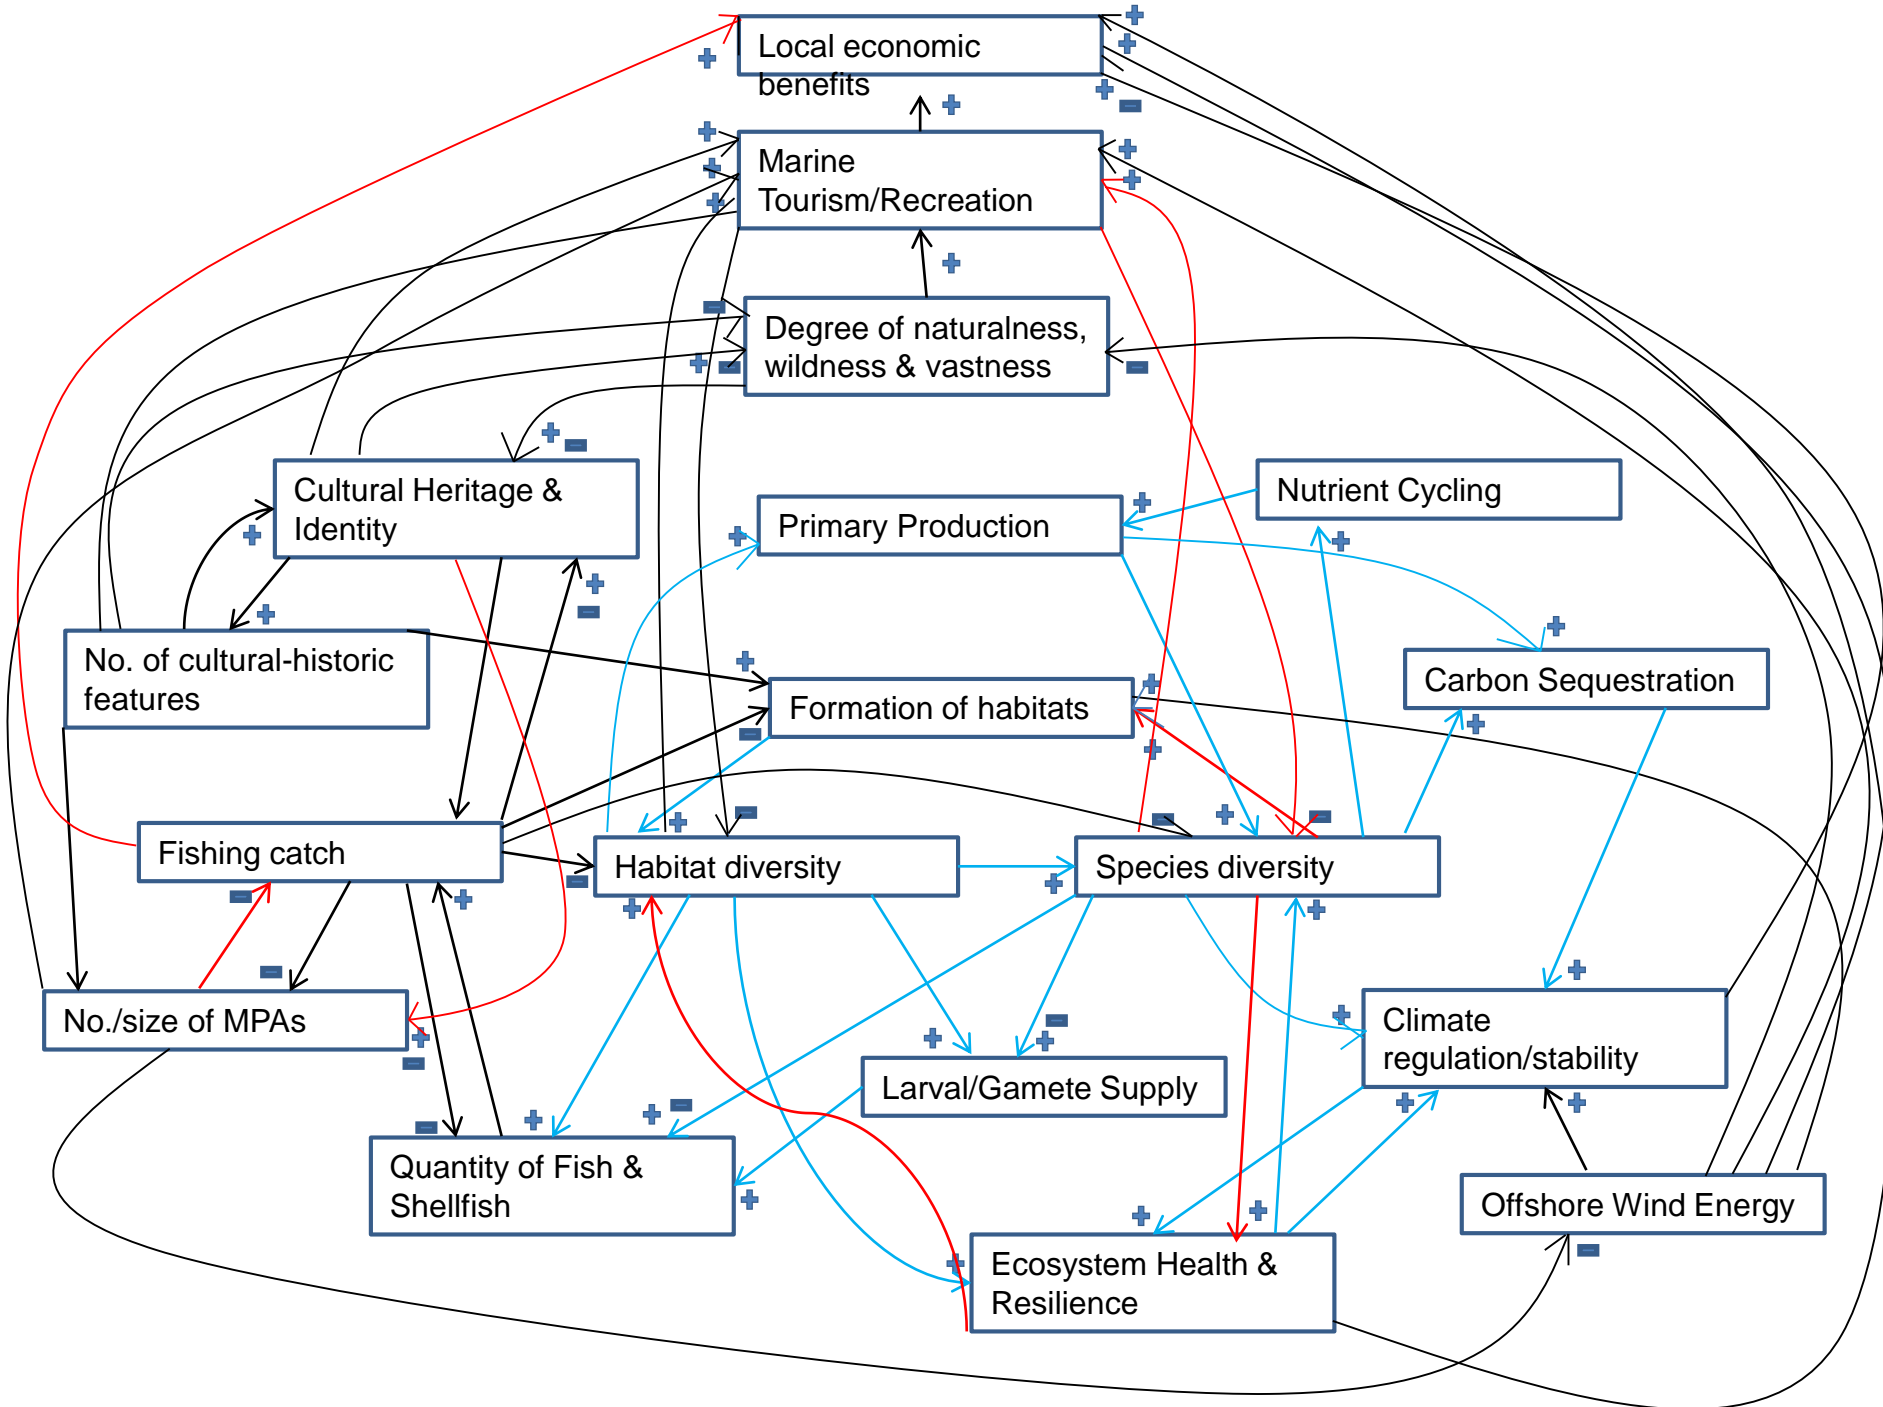 Local economic
benefits
Marine
Tourism/Recreation
Degree of naturalness,
wildness & vastness
Cultural Heritage &
Identity
Primary Production
Nutrient Cycling
No. of cultural-historic
features
Formation of habitats
Carbon Sequestration
Fishing catch
Habitat diversity
Species diversity
No./size of MPAs
Climate
regulation/stability
Larval/Gamete Supply
Quantity of Fish &
Shellfish
Offshore Wind Energy
Ecosystem Health &
Resilience